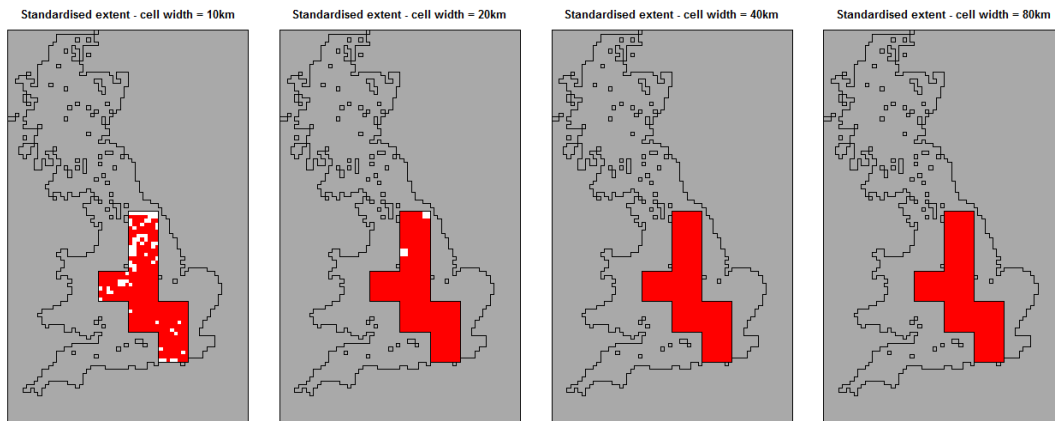 Standardised extent - cell width = 10km
Standardised extent - cell width = 20km
Standardised extent - cell width = 40km
Standardised extent - cell width = 80km